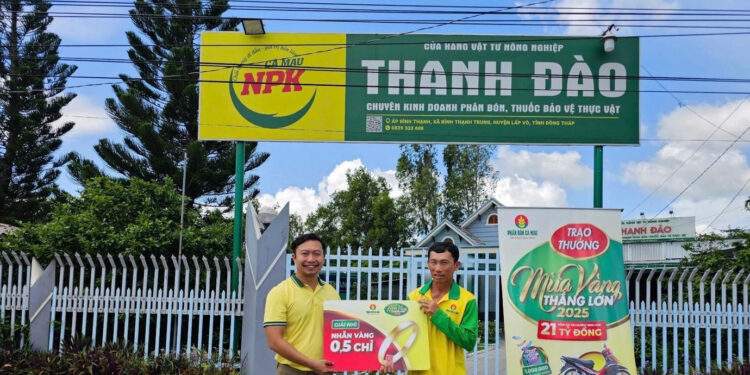 CÀ MAU
NPK
CỬA HÀNG VẬT TƯ NÔNG NGHIỆP
THANH ĐÀO
CHUYÊN KINH DOANH PHÂN BÓN, THUỐC BẢO VỆ THỰC VẬT
ẤP BÌNH THẠNH, XÃ BÌNH THẠNH TRUNG, HUYỆN LẤP VÒ, TỈNH ĐỒNG THÁP
PHÂN BÓN CÀ MAU
TRAO
THƯỞNG
Mùa Vàng
THẮNG LỚN
2025
21
TỶ ĐỒNG
THANH ĐÀO
GIẢI NHÌ
NHẪN VÀNG
0,5 CHỈ